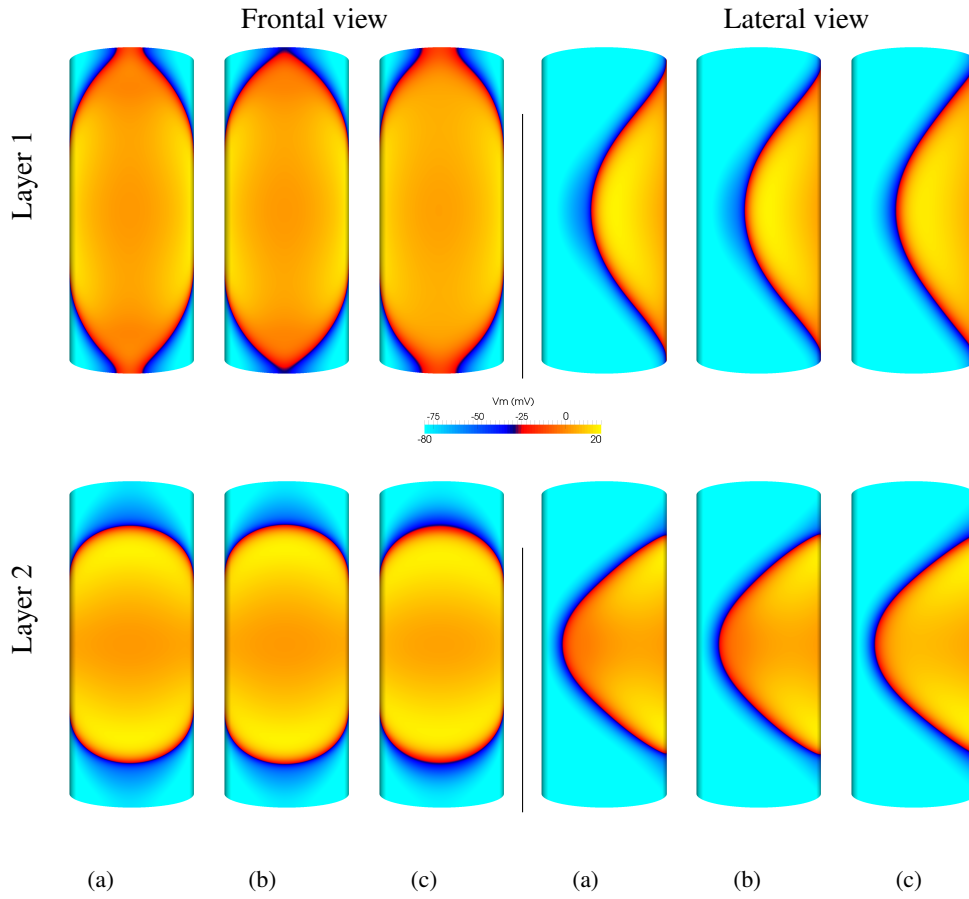 Frontal view Lateral view
Layer 1
Vm (mV)
-75 -50 -25 0
-80 20
Layer 2
(a) (b) (c) (a) (b) (c)